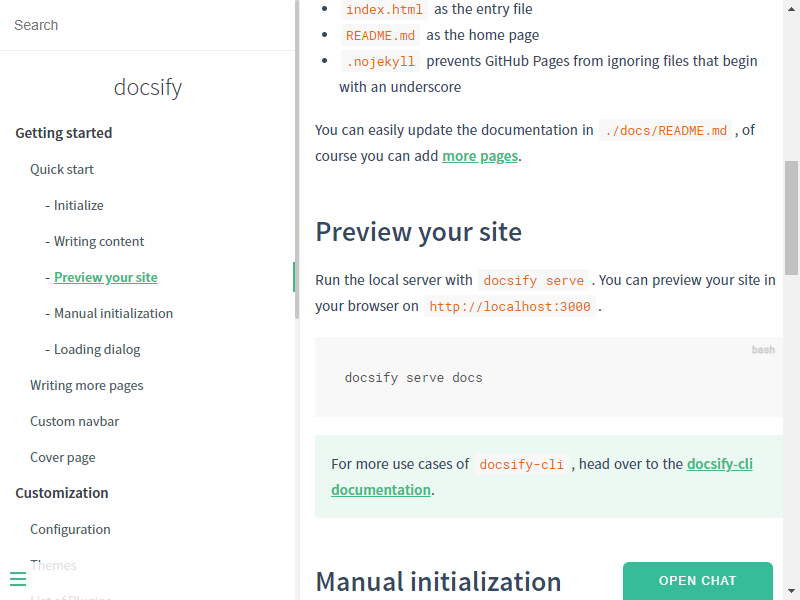 Search
docsify
Getting started
Quick start
- Initialize
- Writing content
- Preview your site
- Manual initialization
- Loading dialog
Writing more pages
Custom navbar
Cover page
Customization
Configuration
Themes
List of Plugins
index.html as the entry file
README.md as the home page
.nojekyll prevents GitHub Pages from ignoring files that begin
with an underscore
You can easily update the documentation in ./docs/README.md , of
course you can add more pages.
Preview your site
Run the local server with docsify serve . You can preview your site in
your browser on http://localhost:3000 .
bash
docsify serve docs
For more use cases of docsify-cli , head over to the docsify-cli
documentation.
Manual initialization
OPEN CHAT